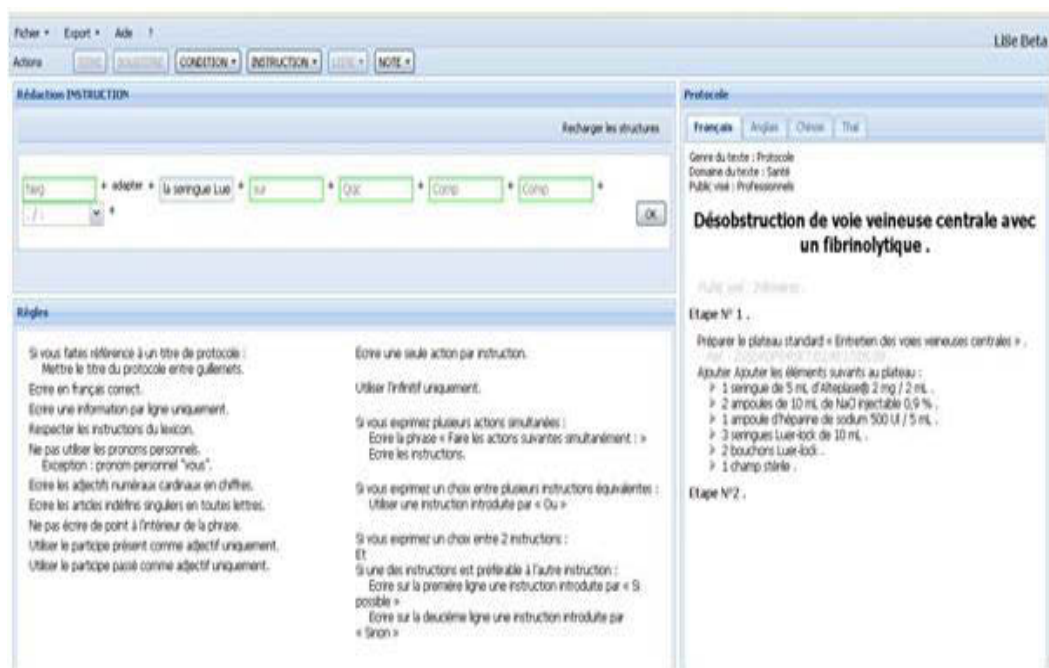 Fichier Export Aide ?
LiSe Beta
Actions CONDITION INSTRUCTION LISTE NOTE
Rédaction INSTRUCTION
Recharger les structures
Neg + adapter + la seringue Lue + sur + + Comp + Comp +
. / : +
OK
Règles
Si vous faites référence à un titre de protocole :
Mettre le titre du protocole entre guillemets.
Ecrire en français correct.
Ecrire une information par ligne uniquement.
Respecter les instructions du lexicon.
Ne pas utiliser les pronoms personnels.
Exception : pronom personnel "vous".
Ecrire les adjectifs numéraux cardinaux en chiffres.
Ecrire les articles indéfinis singuliers en toutes lettres.
Ne pas écrire de point à l'intérieur de la phrase.
Utiliser le participe présent comme adjectif uniquement.
Utiliser le participe passé comme adjectif uniquement.
Ecrire une seule action par instruction.
Utiliser l'infinitif uniquement.
Si vous exprimez plusieurs actions simultanées :
Ecrire la phrase « Faire les actions suivantes simultanément : »
Ecrire les instructions.
Si vous exprimez un choix entre plusieurs instructions équivalentes :
Utiliser une instruction introduite par « Ou »
Si vous exprimez un choix entre 2 instructions :
Et
Si une des instructions est préférable à l'autre instruction :
Ecrire sur la première ligne une instruction introduite par « Si
possible »
Ecrire sur la deuxième ligne une instruction introduite par
« Sinon »
Protocole
Français Anglais Chinois Thaï
Genre du texte : Protocole
Domaine du texte : Santé
Public visé : Professionnels
Désobstruction de voie veineuse centrale avec
un fibrinolytique .
Public visé : Infirmières .
Etape N° 1 .
Préparer le plateau standard « Entretien des voies veineuses centrales » .
Ajouter Ajouter les éléments suivants au plateau :
> 1 seringue de 5 mL d'Alteplase® 2 mg / 2 mL .
> 2 ampoules de 10 mL de NaCl injectable 0,9 % .
> 1 ampoule d'héparine de sodium 500 UI / 5 mL .
> 3 seringues Luer-lock de 10 mL .
> 2 bouchons Luer-lock .
> 1 champ stérile .
Etape N°2 .